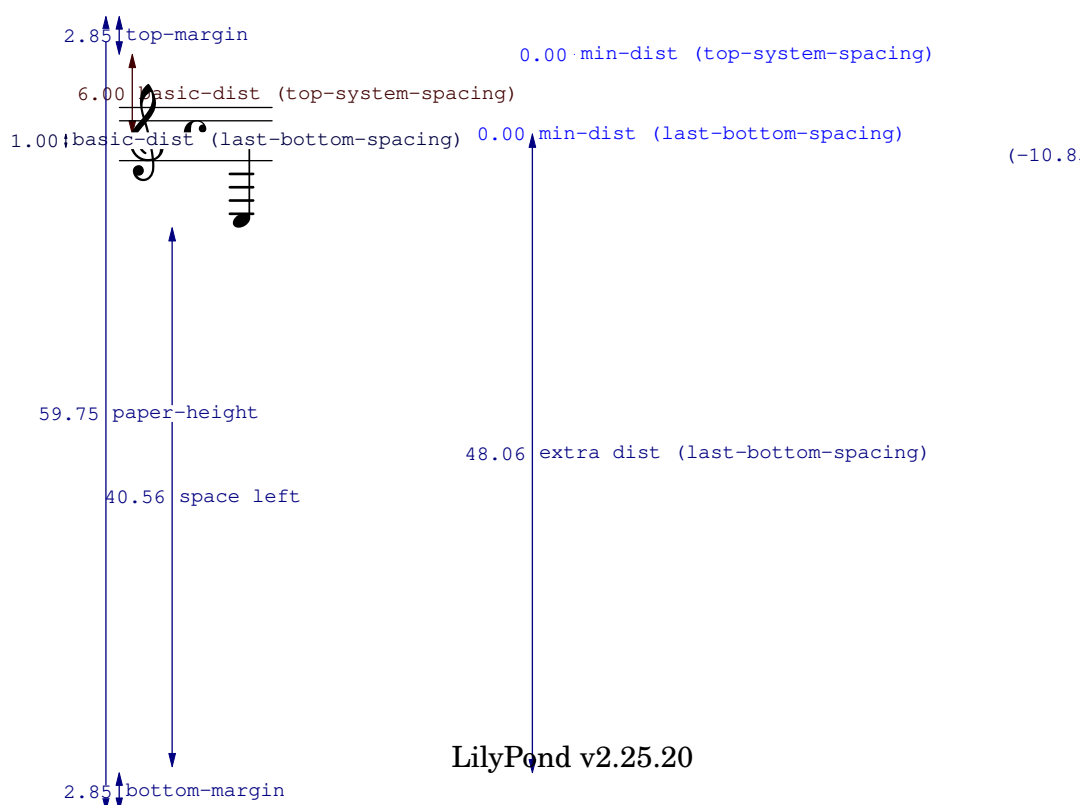 2.85 top-margin
0.00 min-dist (top-system-spacing)
6.00 basic-dist (top-system-spacing)
0.00 min-dist (last-bottom-spacing)
1.00 basic-dist (last-bottom-spacing)
(-10.8
59.75 paper-height
48.06 extra dist (last-bottom-spacing)
40.56 space left
LilyPond v2.25.20
2.85 bottom-margin